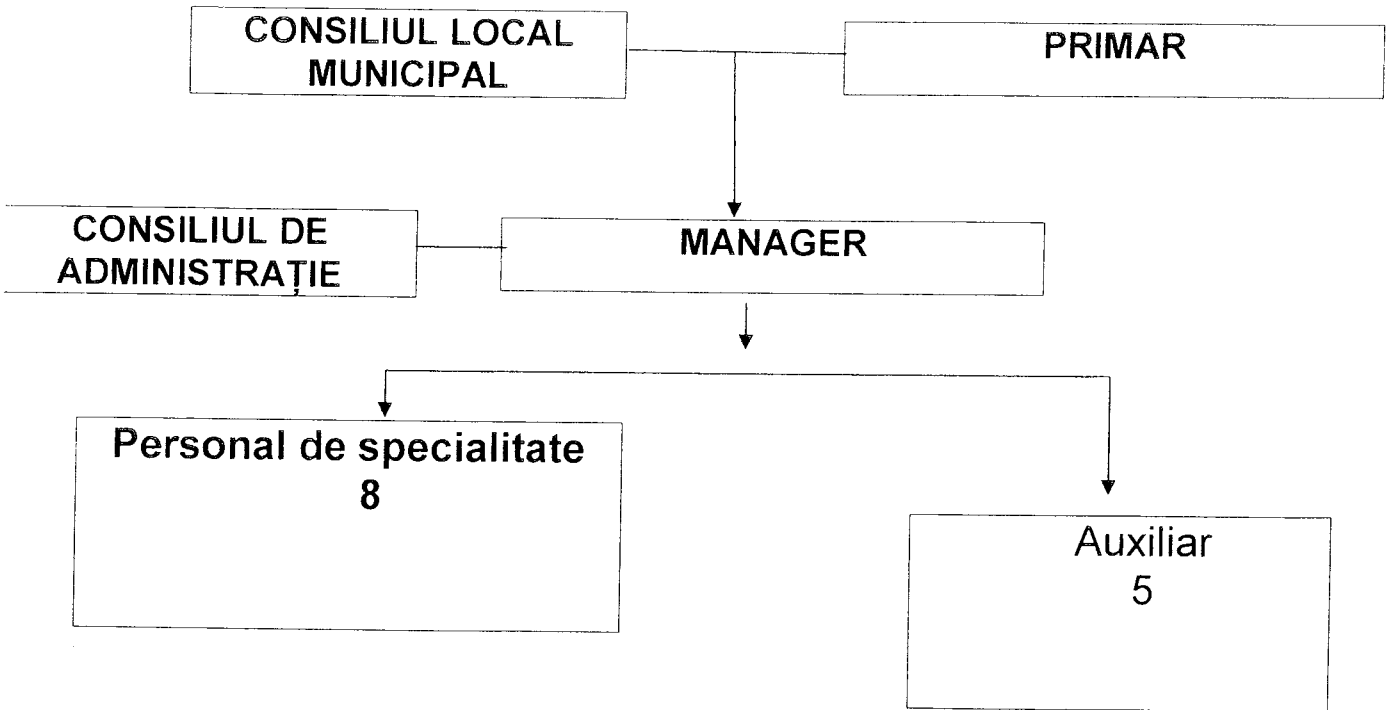 CONSILIUL LOCAL
MUNICIPAL
PRIMAR
CONSILIUL DE
ADMINISTRAȚIE
MANAGER
Personal de specialitate
8
Auxiliar
5